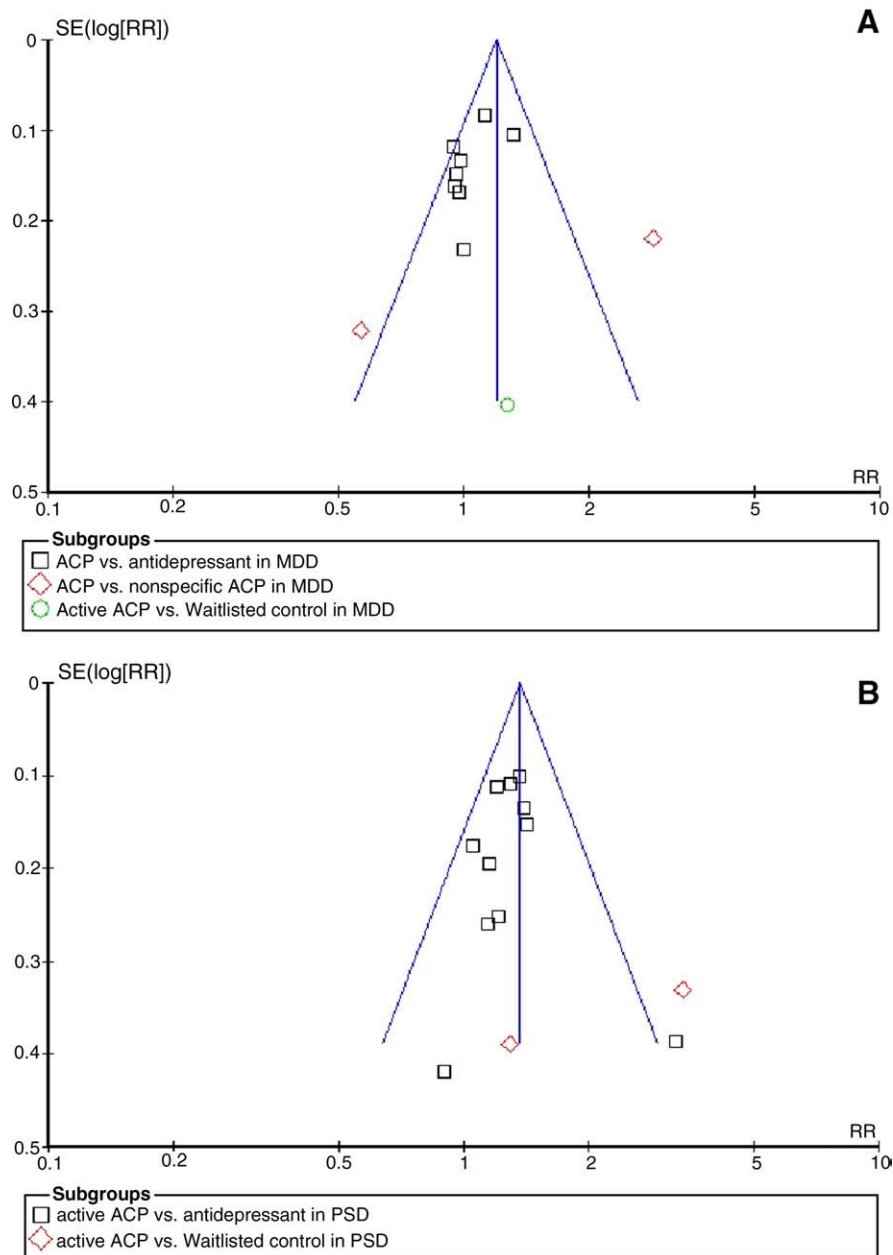 A
SE(log[RR])
0
0.1
0.2
0.3
0.4
0.5
RR
0.1 0.2 0.5 1 2 5 10
Subgroups
ACP vs. antidepressant in MDD
ACP vs. nonspecific ACP in MDD
Active ACP vs. Waitlisted control in MDD
B
SE(log[RR])
0
0.1
0.2
0.3
0.4
0.5
RR
0.1 0.2 0.5 1 2 5 10
Subgroups
active ACP vs. antidepressant in PSD
active ACP vs. Waitlisted control in PSD